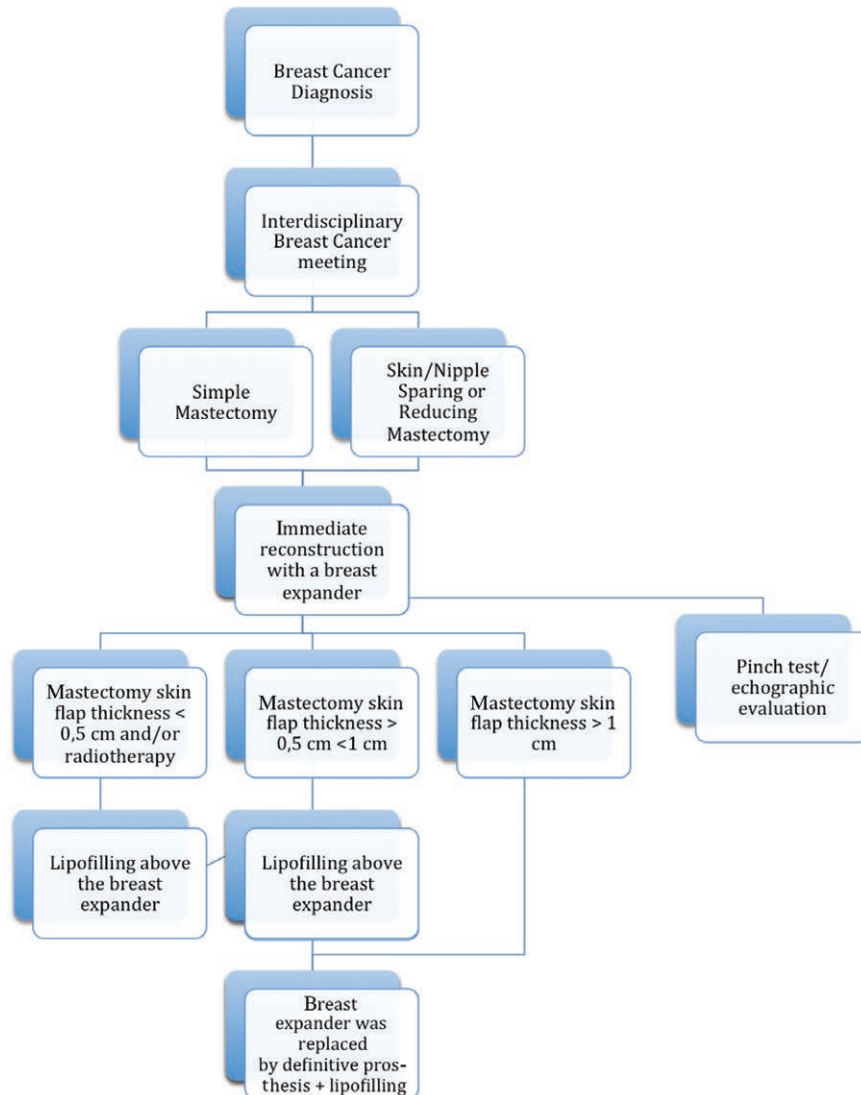 Breast Cancer
Diagnosis
Interdisciplinary
Breast Cancer
meeting
Simple
Mastectomy
Skin/Nipple
Sparing or
Reducing
Mastectomy
Immediate
reconstruction
with a breast
expander
Pinch test/
echographic
evaluation
Mastectomy skin
flap thickness <
0,5 cm and/or
radiotherapy
Mastectomy skin
flap thickness >
0,5 cm <1 cm
Mastectomy skin
flap thickness > 1
cm
Lipofilling above
the breast
expander
Lipofilling above
the breast
expander
Breast
expander was
replaced
by definitive pros-
thesis + lipofilling